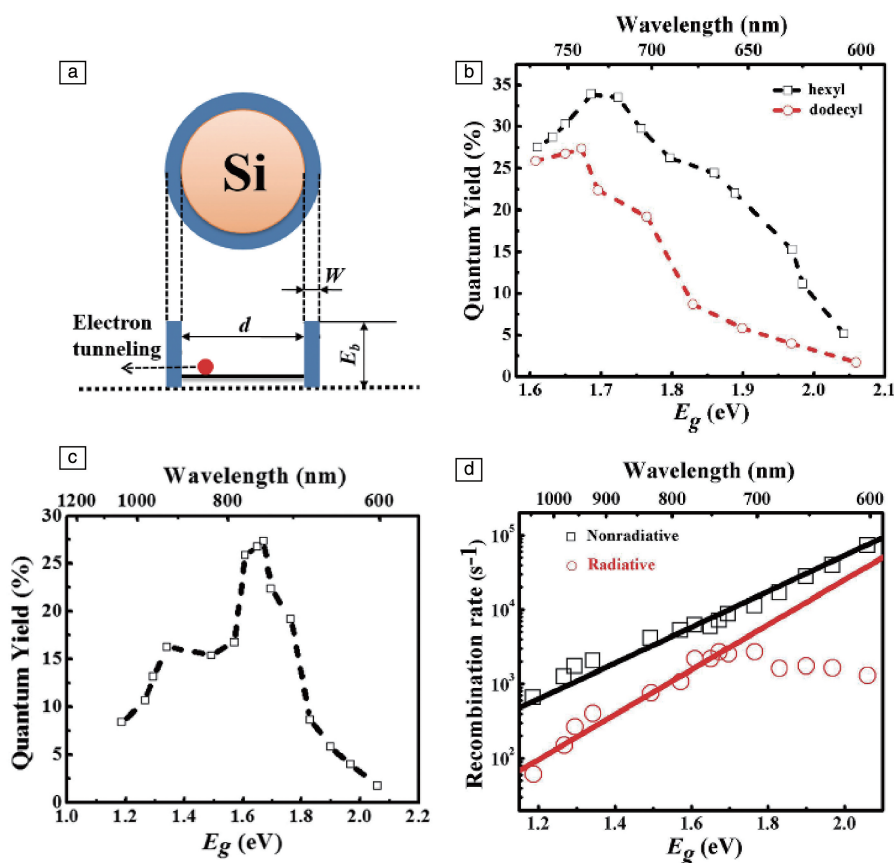 a
Si
W
d
E_b
Electron
tunneling
b
Wavelength (nm)
750 700 650 600
hexyl
dodecyl
Quantum Yield (%)
35
30
25
20
15
10
5
0
1.6 1.7 1.8 1.9 2.0 2.1
E_g (eV)
c
Wavelength (nm)
1200 1000 800 600
Quantum Yield (%)
30
25
20
15
10
5
0
1.0 1.2 1.4 1.6 1.8 2.0 2.2
E_g (eV)
d
Wavelength (nm)
1000 900 800 700 600
Nonradiative
Radiative
Recombination rate (s⁻¹)
10⁵
10⁴
10³
10²
1.2 1.4 1.6 1.8 2.0
E_g (eV)